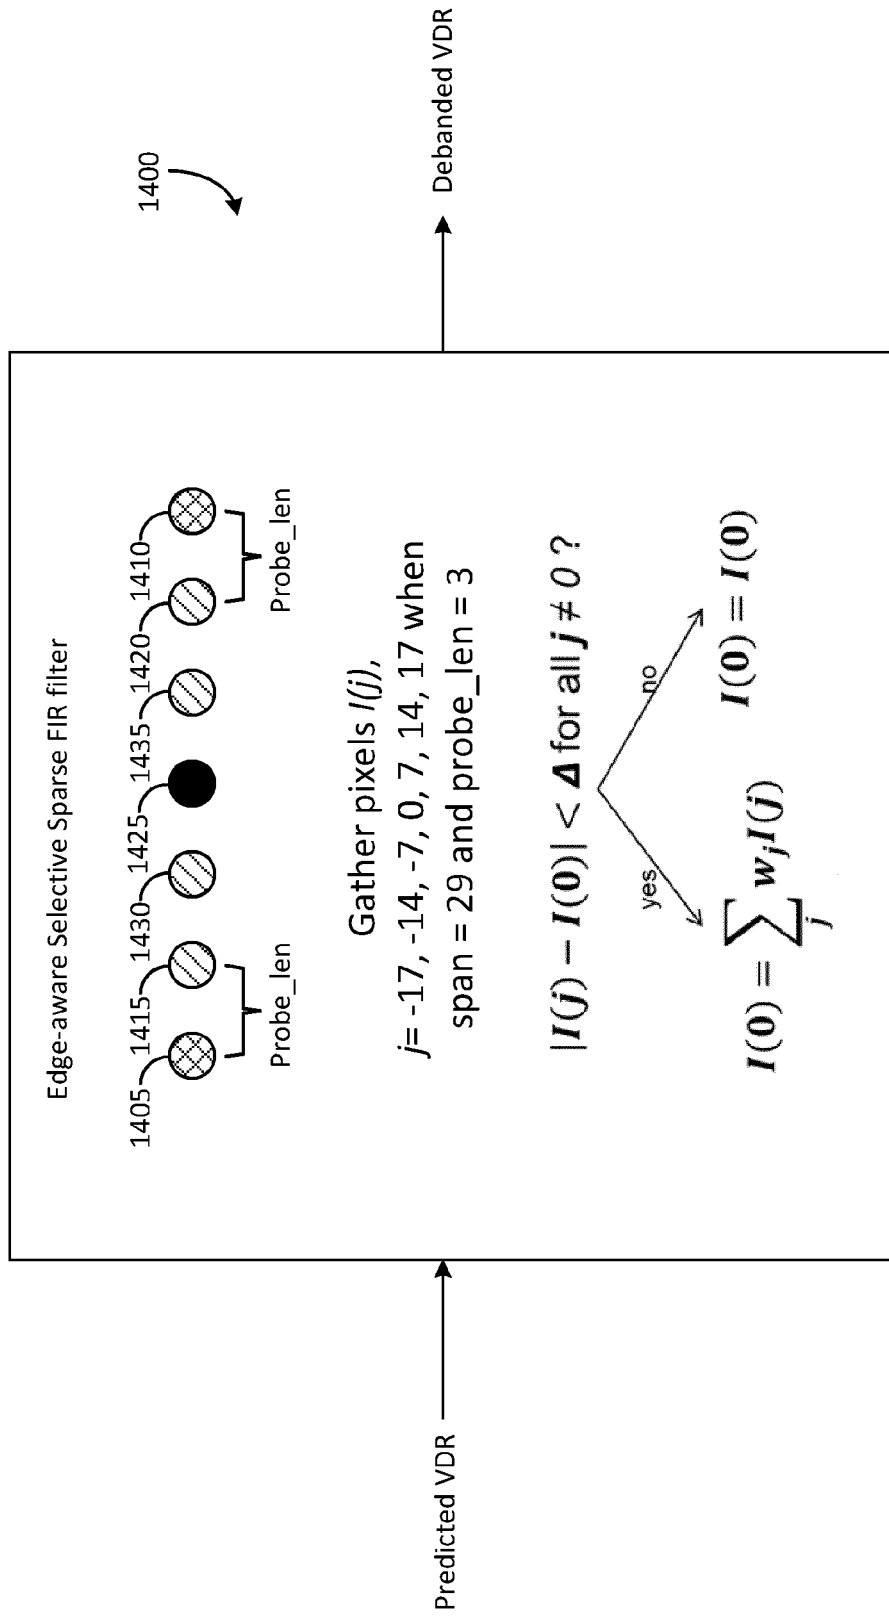 1400
Edge-aware Selective Sparse FIR filter
1405 1415 1430 1425 1435 1420 1410
Probe_len Probe_len
Gather pixels I(j),
j= -17, -14, -7, 0, 7, 14, 17 when
span = 29 and probe_len = 3
|I(j) − I(0)| < Δ for all j ≠ 0 ?
yes no
I(0) = ∑_j w_j I(j) I(0) = I(0)
Predicted VDR
Debanded VDR